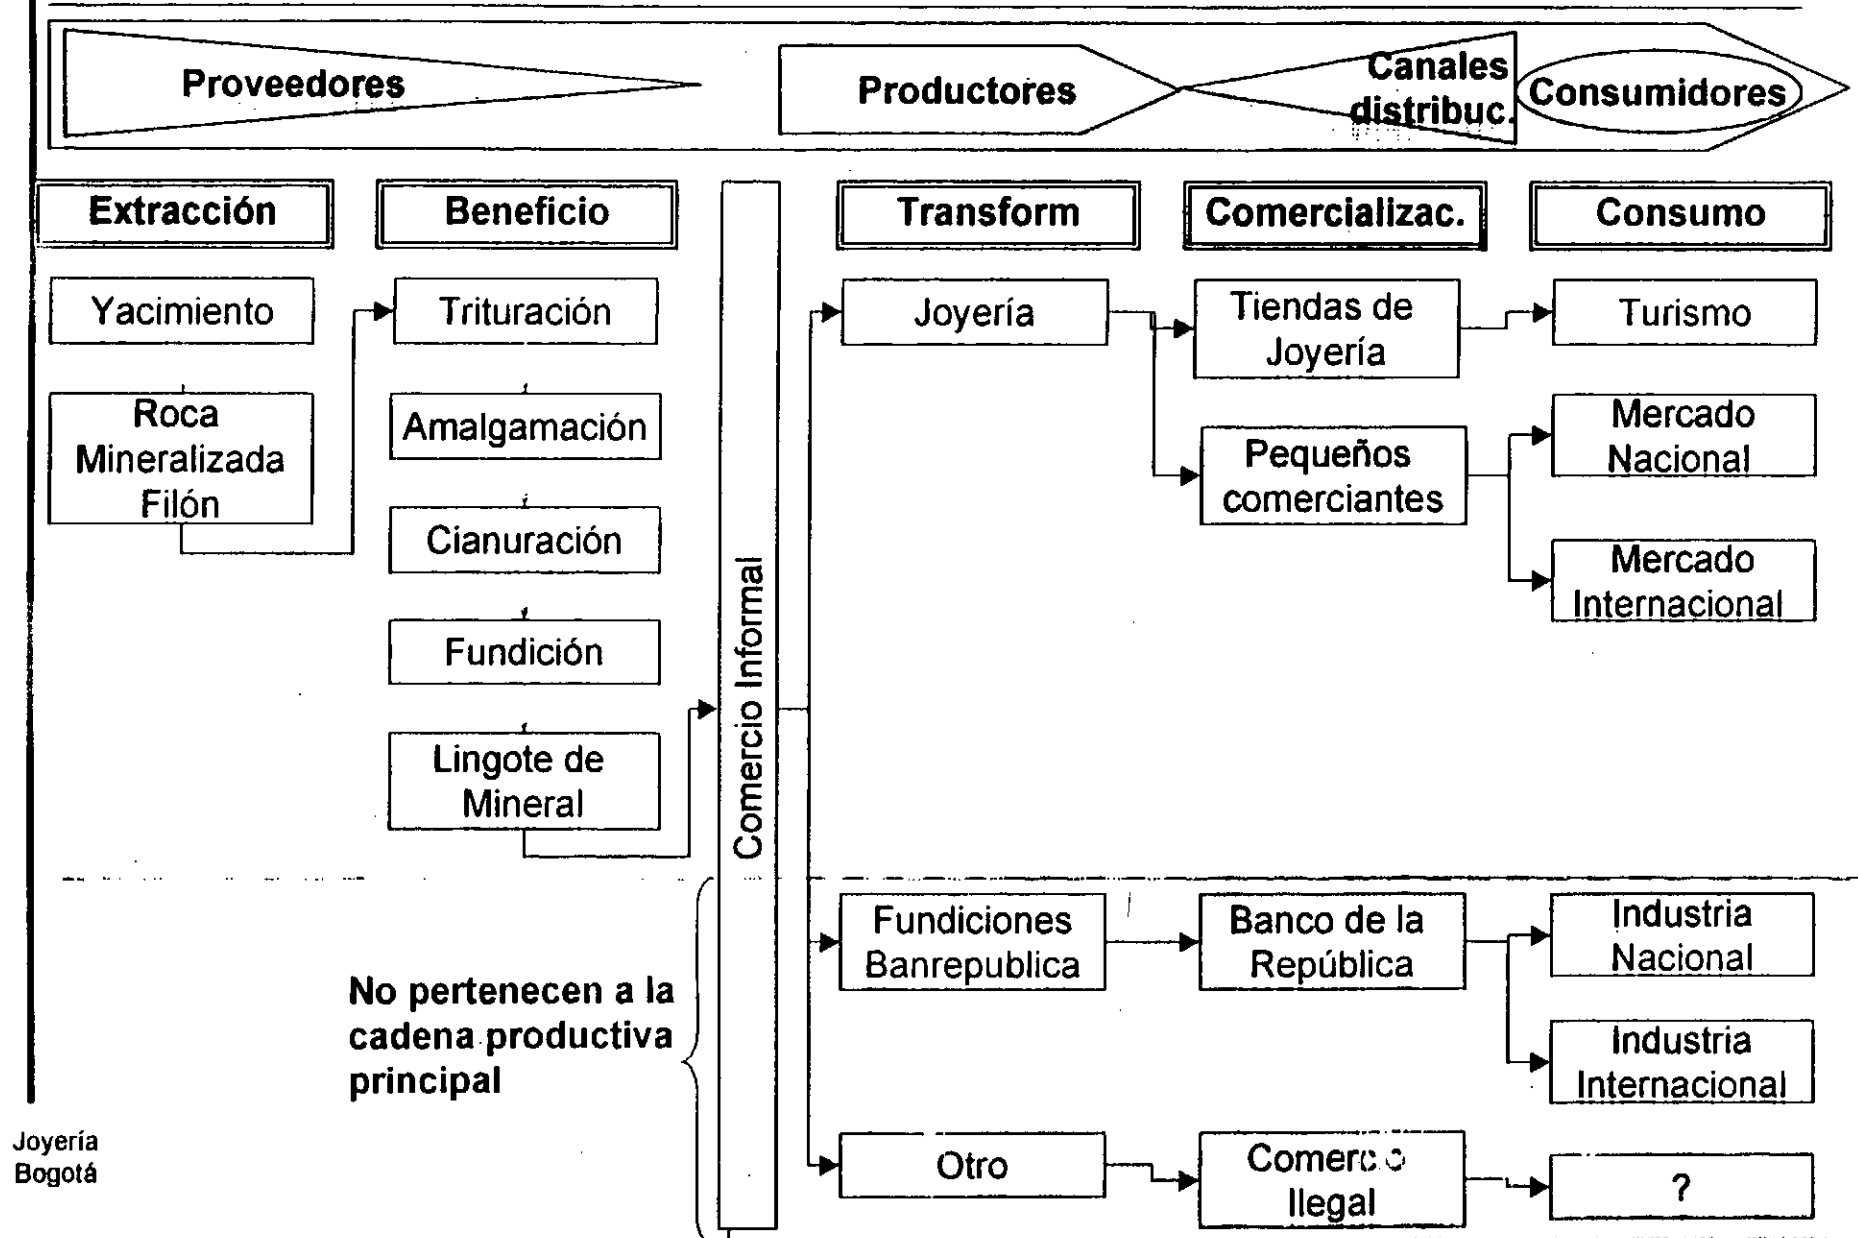 Proveedores
Productores
Canales
distribuc.
Consumidores
Extracción
Beneficio
Transform
Comercializac.
Consumo
Yacimiento
Roca
Mineralizada
Filón
Trituración
Amalgamación
Cianuración
Fundición
Lingote de
Mineral
Comercio Informal
Joyería
Tiendas de
Joyería
Pequeños
comerciantes
Turismo
Mercado
Nacional
Mercado
Internacional
No pertenecen a la
cadena productiva
principal
Fundiciones
Banrepublica
Banco de la
República
Industria
Nacional
Industria
Internacional
Otro
Comercio
Ilegal
?
Joyería
Bogotá